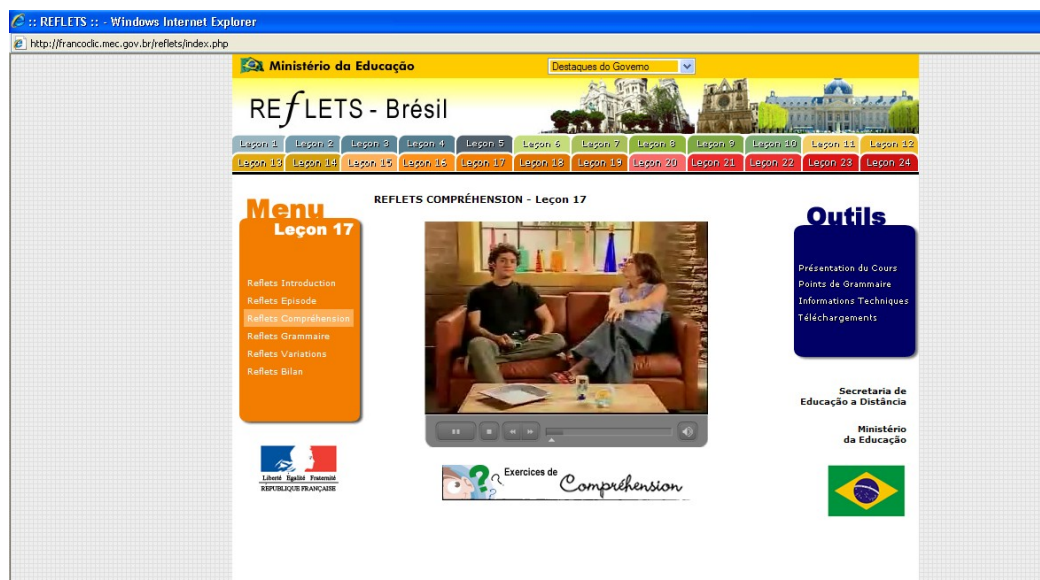 :: REFLETS :: - Windows Internet Explorer
http://francoclic.mec.gov.br/reflets/index.php
Ministério da Educação
Destaques do Governo
REfLETS - Brésil
Leçon 1 Leçon 2 Leçon 3 Leçon 4 Leçon 5 Leçon 6 Leçon 7 Leçon 8 Leçon 9 Leçon 10 Leçon 11 Leçon 12
Leçon 13 Leçon 14 Leçon 15 Leçon 16 Leçon 17 Leçon 18 Leçon 19 Leçon 20 Leçon 21 Leçon 22 Leçon 23 Leçon 24
Menu
Leçon 17
Reflets Introduction
Reflets Episode
Reflets Compréhension
Reflets Grammaire
Reflets Variations
Reflets Bilan
Liberté Égalité Fraternité
RÉPUBLIQUE FRANÇAISE
REFLETS COMPRÉHENSION - Leçon 17
Exercices de
Compréhension
Outils
Présentation du Cours
Points de Grammaire
Informations Techniques
Téléchargements
Secretaria de
Educação a Distância
Ministério
da Educação